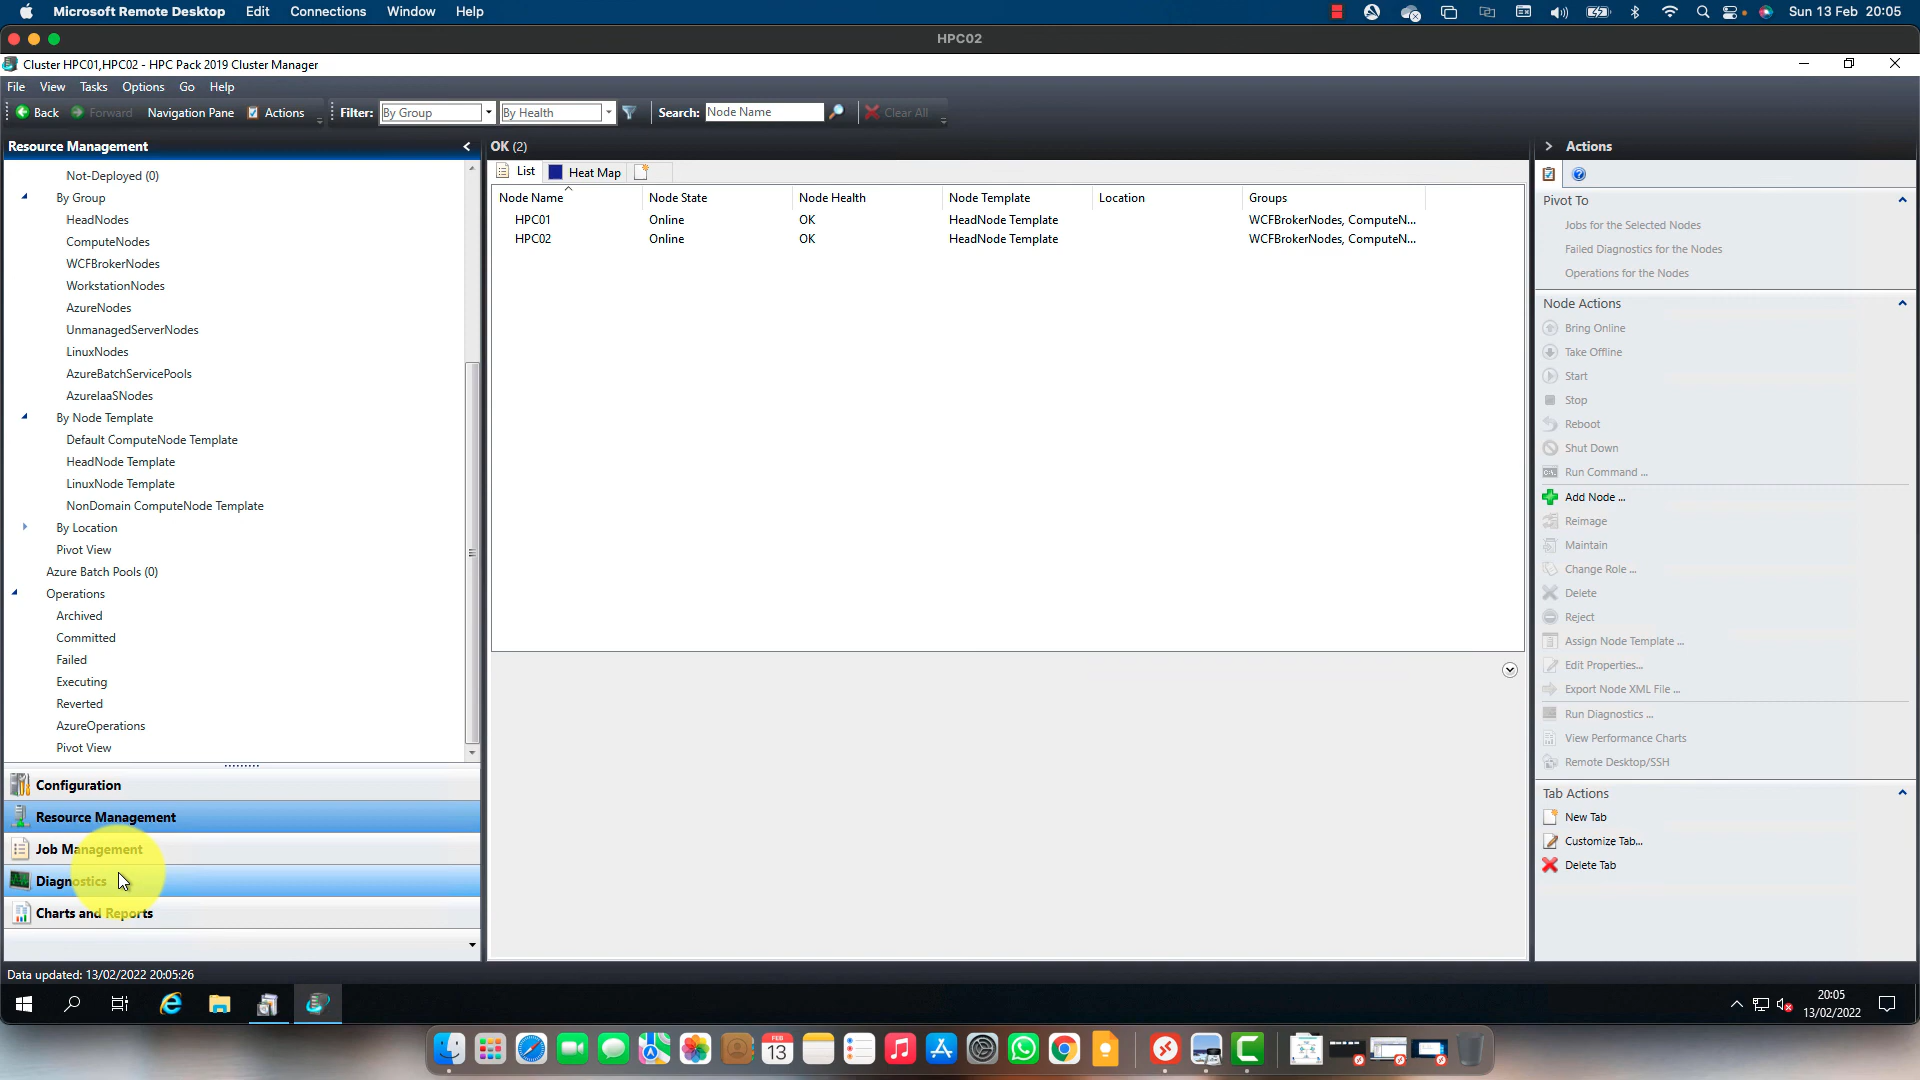 Microsoft Remote Desktop Edit Connections Window Help Sun 13 Feb 20:05
HPC02
Cluster HPC01,HPC02 - HPC Pack 2019 Cluster Manager
File View Tasks Options Go Help
Back Forward Navigation Pane Actions Filter: By Group By Health Search: Node Name Clear All
Resource Management
Not-Deployed (0)
By Group
HeadNodes
ComputeNodes
WCFBrokerNodes
WorkstationNodes
AzureNodes
UnmanagedServerNodes
LinuxNodes
AzureBatchServicePools
AzureIaaSNodes
By Node Template
Default ComputeNode Template
HeadNode Template
LinuxNode Template
NonDomain ComputeNode Template
By Location
Pivot View
Azure Batch Pools (0)
Operations
Archived
Committed
Failed
Executing
Reverted
AzureOperations
Pivot View
Configuration
Resource Management
Job Management
Diagnostics
Charts and Reports
Data updated: 13/02/2022 20:05:26
OK (2)
List Heat Map
Node Name Node State Node Health Node Template Location Groups
HPC01 Online OK HeadNode Template WCFBrokerNodes, ComputeN...
HPC02 Online OK HeadNode Template WCFBrokerNodes, ComputeN...
Actions
Pivot To
Jobs for the Selected Nodes
Failed Diagnostics for the Nodes
Operations for the Nodes
Node Actions
Bring Online
Take Offline
Start
Stop
Reboot
Shut Down
Run Command ...
Add Node ...
Reimage
Maintain
Change Role ...
Delete
Reject
Assign Node Template ...
Edit Properties...
Export Node XML File ...
Run Diagnostics ...
View Performance Charts
Remote Desktop/SSH
Tab Actions
New Tab
Customize Tab...
Delete Tab
20:05
13/02/2022
FEB
13